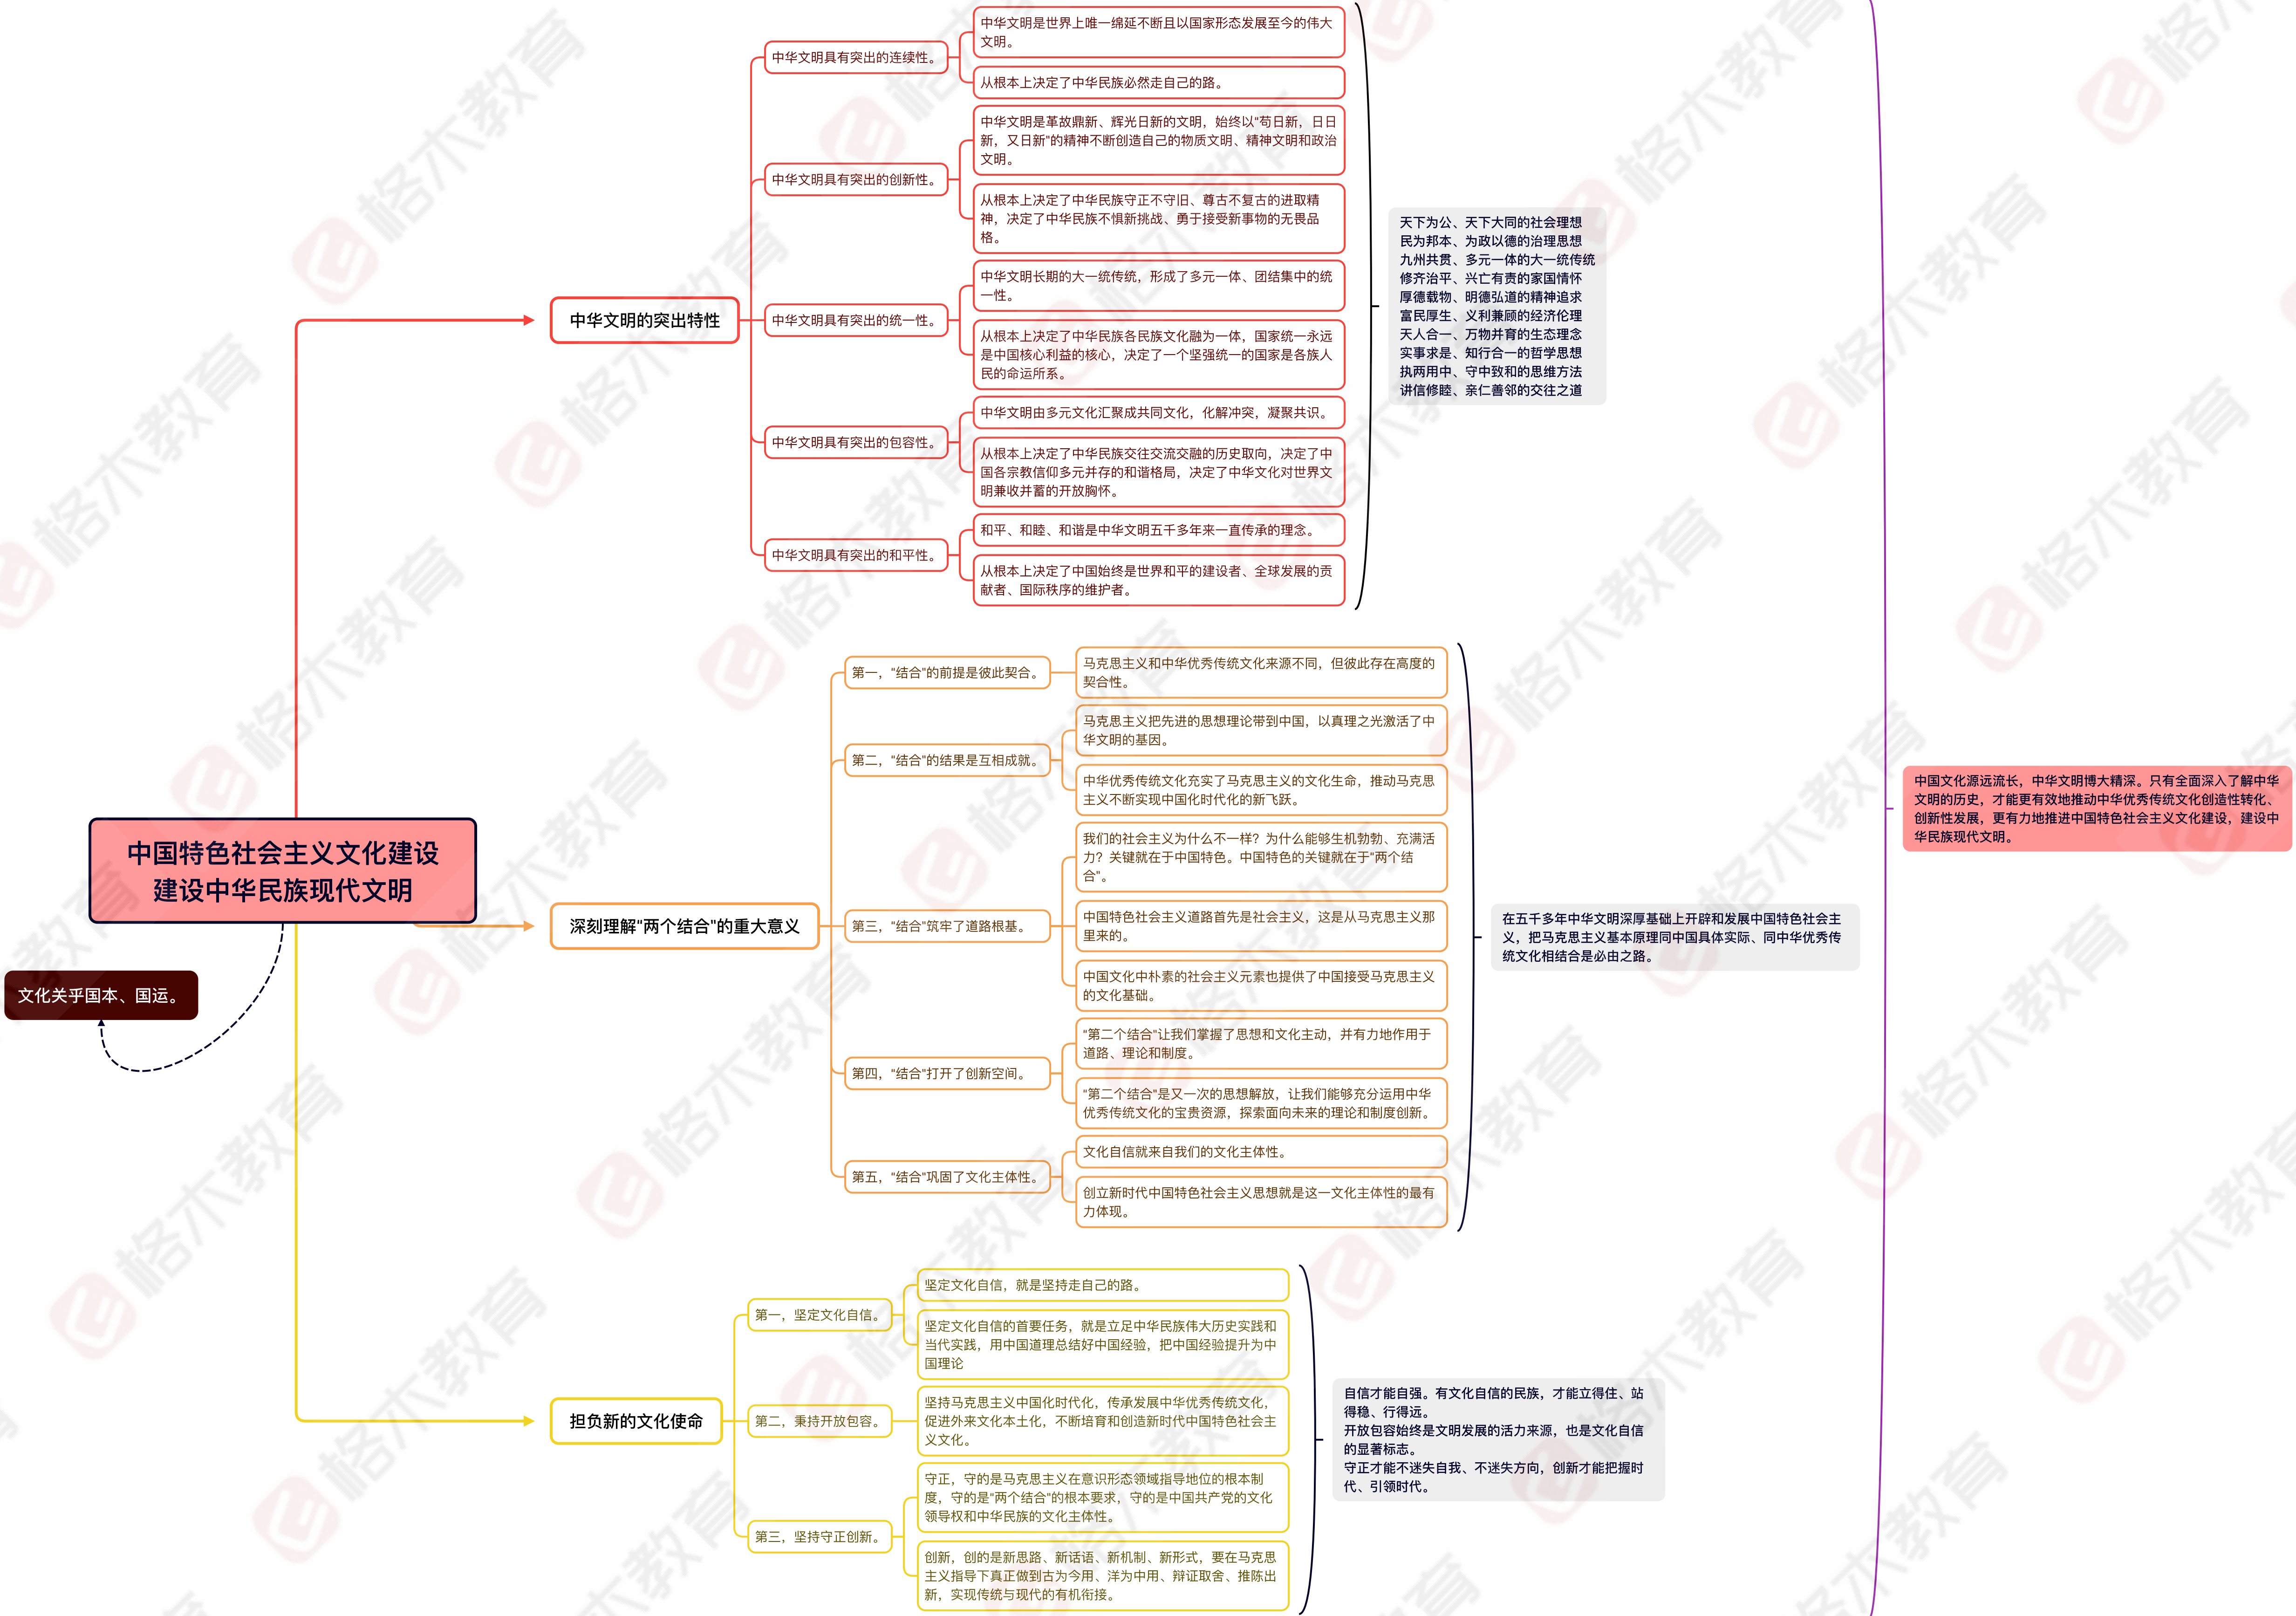 中国特色社会主义文化建设
建设中华民族现代文明
文化关乎国本、国运。
中华文明的突出特性
中华文明具有突出的连续性。
中华文明是世界上唯一绵延不断且以国家形态发展至今的伟大
文明。
从根本上决定了中华民族必然走自己的路。
中华文明具有突出的创新性。
中华文明是革故鼎新、辉光日新的文明，始终以"苟日新，日日
新，又日新"的精神不断创造自己的物质文明、精神文明和政治
文明。
从根本上决定了中华民族守正不守旧、尊古不复古的进取精
神，决定了中华民族不惧新挑战、勇于接受新事物的无畏品
格。
中华文明具有突出的统一性。
中华文明长期的大一统传统，形成了多元一体、团结集中的统
一性。
从根本上决定了中华民族各民族文化融为一体，国家统一永远
是中国核心利益的核心，决定了一个坚强统一的国家是各族人
民的命运所系。
中华文明具有突出的包容性。
中华文明由多元文化汇聚成共同文化，化解冲突，凝聚共识。
从根本上决定了中华民族交往交流交融的历史取向，决定了中
国各宗教信仰多元并存的和谐格局，决定了中华文化对世界文
明兼收并蓄的开放胸怀。
中华文明具有突出的和平性。
和平、和睦、和谐是中华文明五千多年来一直传承的理念。
从根本上决定了中国始终是世界和平的建设者、全球发展的贡
献者、国际秩序的维护者。
天下为公、天下大同的社会理想
民为邦本、为政以德的治理思想
九州共贯、多元一体的大一统传统
修齐治平、兴亡有责的家国情怀
厚德载物、明德弘道的精神追求
富民厚生、义利兼顾的经济伦理
天人合一、万物并育的生态理念
实事求是、知行合一的哲学思想
执两用中、守中致和的思维方法
讲信修睦、亲仁善邻的交往之道
深刻理解"两个结合"的重大意义
第一，"结合"的前提是彼此契合。
马克思主义和中华优秀传统文化来源不同，但彼此存在高度的
契合性。
第二，"结合"的结果是互相成就。
马克思主义把先进的思想理论带到中国，以真理之光激活了中
华文明的基因。
中华优秀传统文化充实了马克思主义的文化生命，推动马克思
主义不断实现中国化时代化的新飞跃。
第三，"结合"筑牢了道路根基。
我们的社会主义为什么不一样？为什么能够生机勃勃、充满活
力？关键就在于中国特色。中国特色的关键就在于"两个结
合"。
中国特色社会主义道路首先是社会主义，这是从马克思主义那
里来的。
中国文化中朴素的社会主义元素也提供了中国接受马克思主义
的文化基础。
第四，"结合"打开了创新空间。
"第二个结合"让我们掌握了思想和文化主动，并有力地作用于
道路、理论和制度。
"第二个结合"是又一次的思想解放，让我们能够充分运用中华
优秀传统文化的宝贵资源，探索面向未来的理论和制度创新。
第五，"结合"巩固了文化主体性。
文化自信就来自我们的文化主体性。
创立新时代中国特色社会主义思想就是这一文化主体性的最有
力体现。
在五千多年中华文明深厚基础上开辟和发展中国特色社会主
义，把马克思主义基本原理同中国具体实际、同中华优秀传
统文化相结合是必由之路。
担负新的文化使命
第一，坚定文化自信。
坚定文化自信，就是坚持走自己的路。
坚定文化自信的首要任务，就是立足中华民族伟大历史实践和
当代实践，用中国道理总结好中国经验，把中国经验提升为中
国理论
第二，秉持开放包容。
坚持马克思主义中国化时代化，传承发展中华优秀传统文化，
促进外来文化本土化，不断培育和创造新时代中国特色社会主
义文化。
第三，坚持守正创新。
守正，守的是马克思主义在意识形态领域指导地位的根本制
度，守的是"两个结合"的根本要求，守的是中国共产党的文化
领导权和中华民族的文化主体性。
创新，创的是新思路、新话语、新机制、新形式，要在马克思
主义指导下真正做到古为今用、洋为中用、辩证取舍、推陈出
新，实现传统与现代的有机衔接。
自信才能自强。有文化自信的民族，才能立得住、站
得稳、行得远。
开放包容始终是文明发展的活力来源，也是文化自信
的显著标志。
守正才能不迷失自我、不迷失方向，创新才能把握时
代、引领时代。
中国文化源远流长，中华文明博大精深。只有全面深入了解中华
文明的历史，才能更有效地推动中华优秀传统文化创造性转化、
创新性发展，更有力地推进中国特色社会主义文化建设，建设中
华民族现代文明。
格木教育